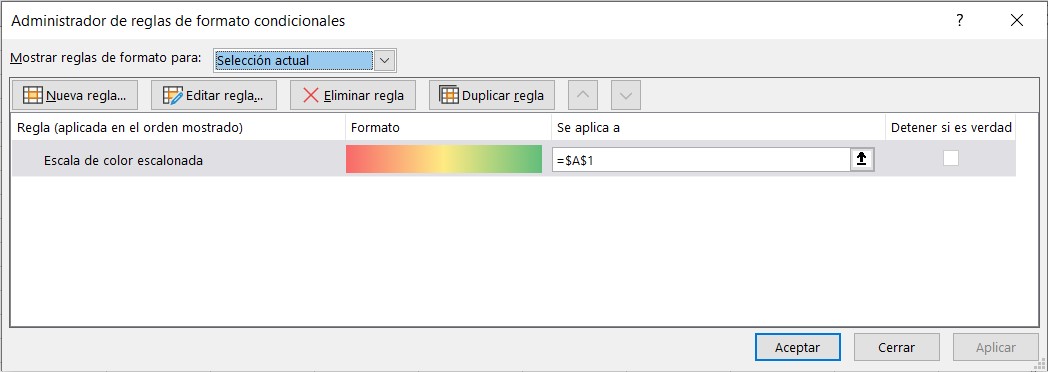 Administrador de reglas de formato condicionales
Mostrar reglas de formato para: Selección actual
Nueva regla... Editar regla... Eliminar regla Duplicar regla
Regla (aplicada en el orden mostrado) Formato Se aplica a Detener si es verdad
Escala de color escalonada =$A$1
Aceptar Cerrar Aplicar